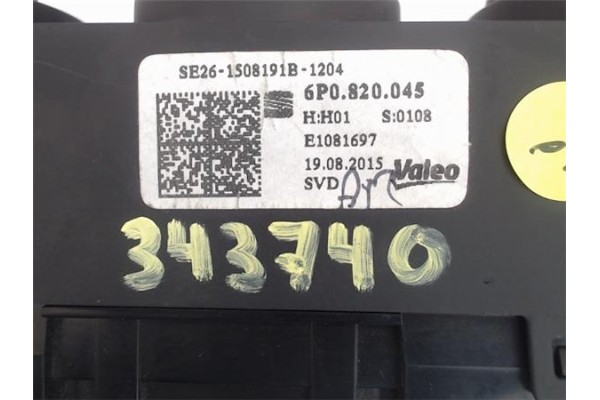 SE26-1508191B-1204
6P0.820.045
H:H01 S:0108
E1081697
19.08.2015 Valeo
SVD
343740